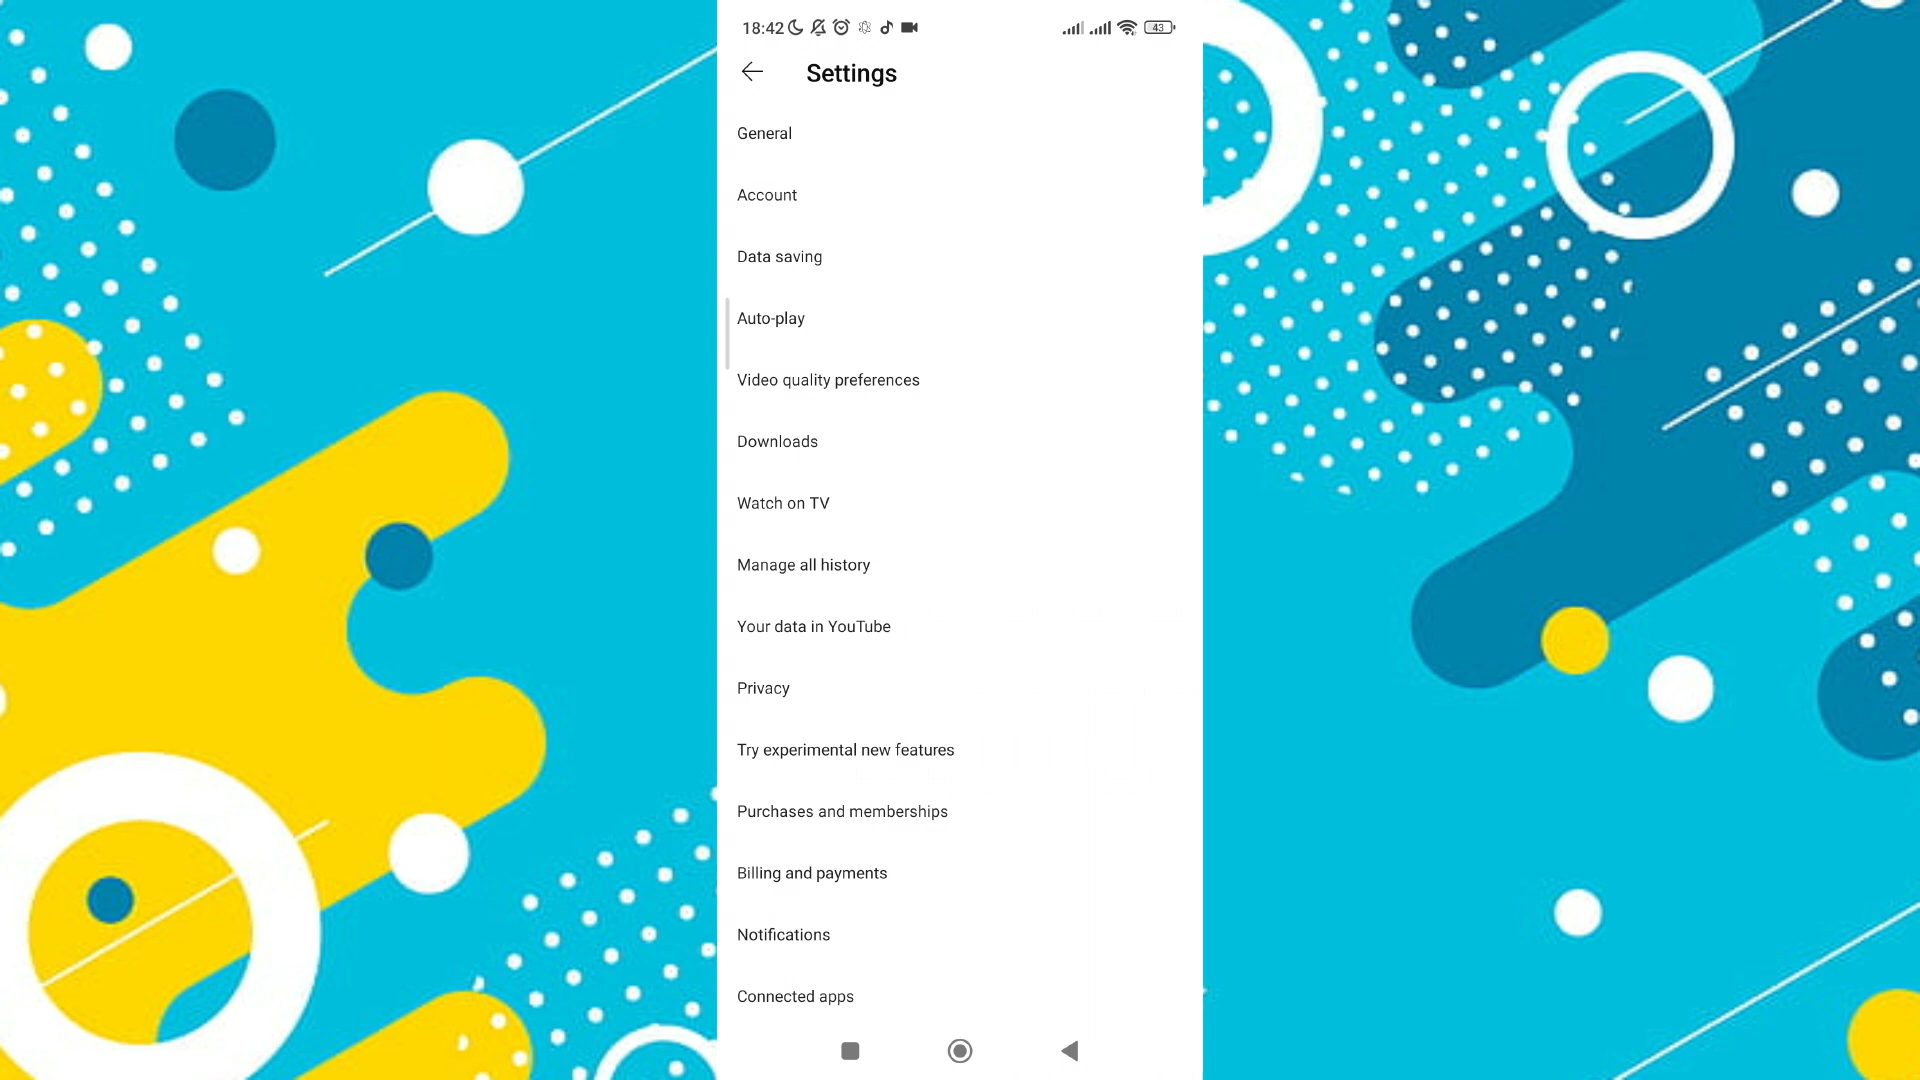 18:42 43
Settings
General
Account
Data saving
Auto-play
Video quality preferences
Downloads
Watch on TV
Manage all history
Your data in YouTube
Privacy
Try experimental new features
Purchases and memberships
Billing and payments
Notifications
Connected apps